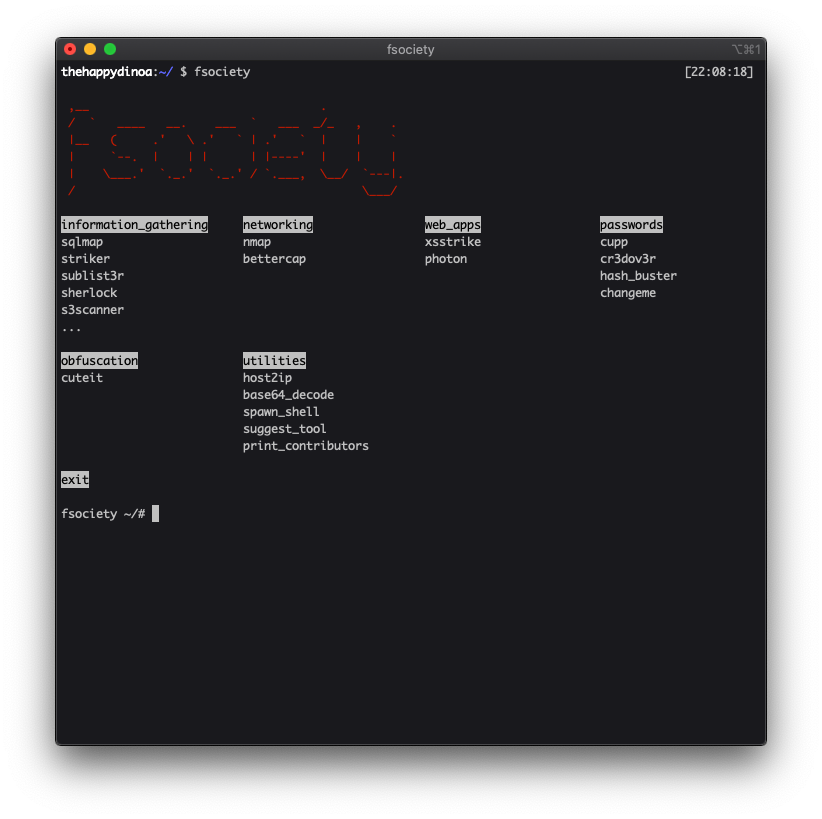 fsociety ⌥⌘1
thehappydinoa:~/ $ fsociety [22:08:18]
fsociety
information_gathering networking web_apps passwords
sqlmap nmap xsstrike cupp
striker bettercap photon cr3dov3r
sublist3r hash_buster
sherlock changeme
s3scanner
...
obfuscation utilities
cuteit host2ip
base64_decode
spawn_shell
suggest_tool
print_contributors
exit
fsociety ~/#